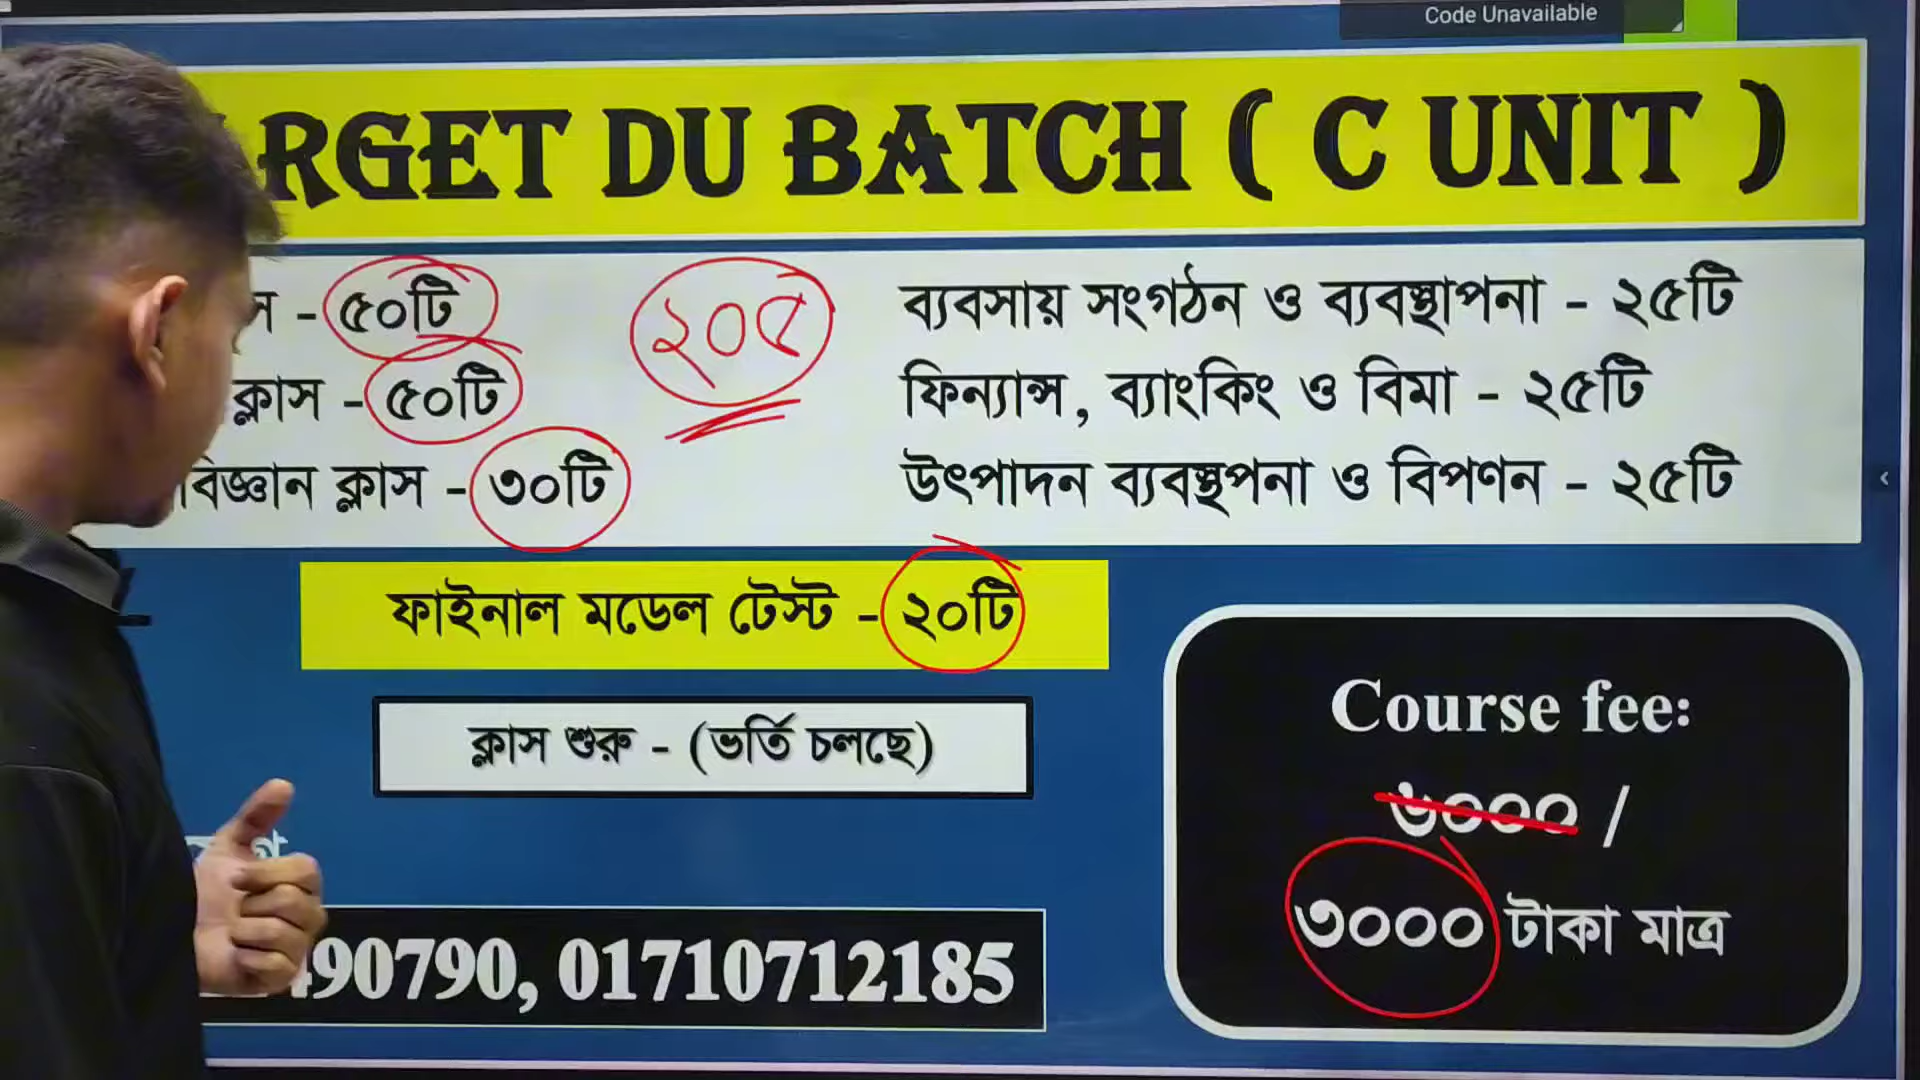 Code Unavailable
RGET DU BATCH ( C UNIT )
- ৫০টি
২০৫
ব্যবসায় সংগঠন ও ব্যবস্থাপনা - ২৫টি
ক্লাস - ৫০টি
ফিন্যান্স, ব্যাংকিং ও বিমা - ২৫টি
বিজ্ঞান ক্লাস - ৩০টি
উৎপাদন ব্যবস্থপনা ও বিপণন - ২৫টি
ফাইনাল মডেল টেস্ট - ২০টি
ক্লাস শুরু - (ভর্তি চলছে)
Course fee:
৬০০০ /
৩০০০ টাকা মাত্র
490790, 01710712185